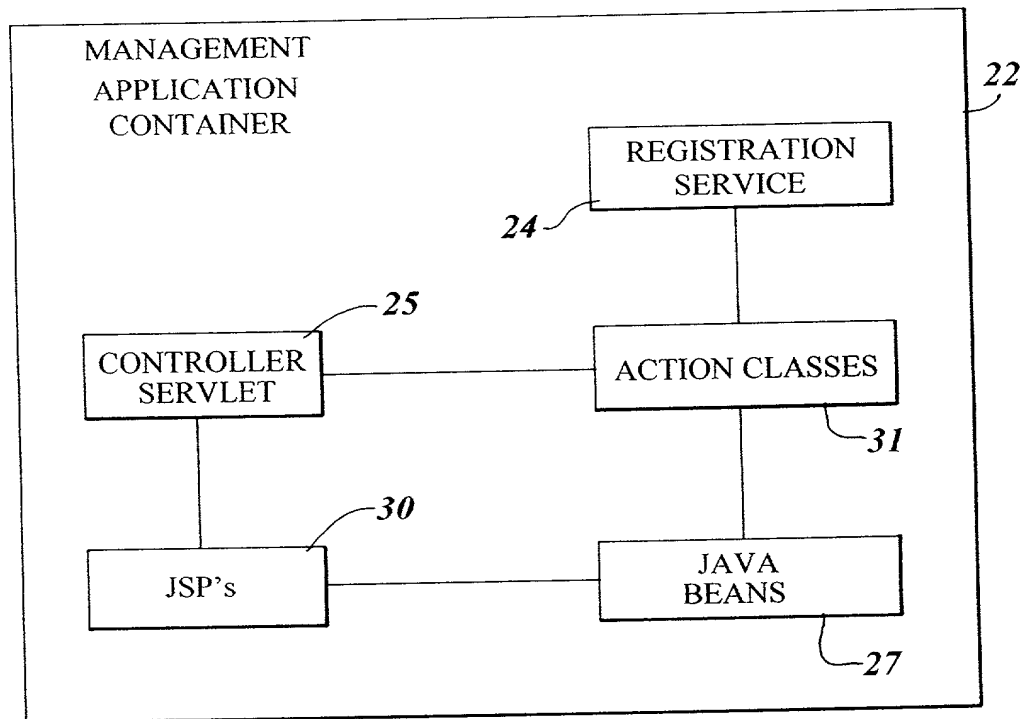 MANAGEMENT
APPLICATION
CONTAINER
22
REGISTRATION
SERVICE
24
25
CONTROLLER
SERVLET
ACTION CLASSES
31
30
JSP's
JAVA
BEANS
27